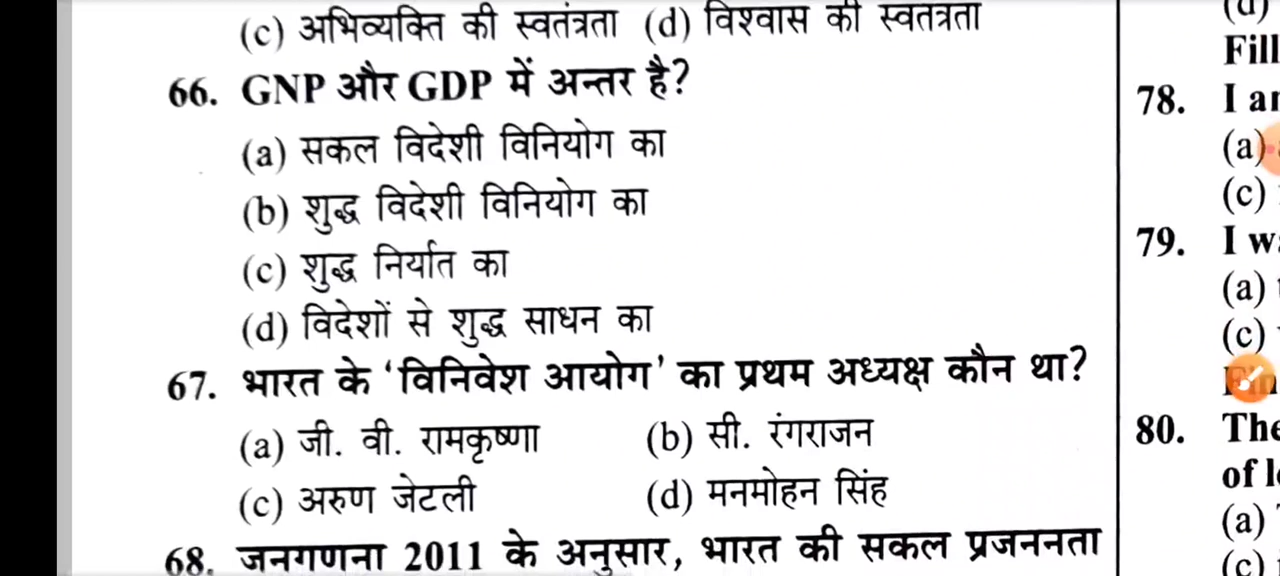 (c) अभिव्यक्ति की स्वतंत्रता (d) विश्वास की स्वतत्रता
66. GNP और GDP में अन्तर है?
(a) सकल विदेशी विनियोग का
(b) शुद्ध विदेशी विनियोग का
(c) शुद्ध निर्यात का
(d) विदेशों से शुद्ध साधन का
67. भारत के ‘विनिवेश आयोग’ का प्रथम अध्यक्ष कौन था?
(a) जी. वी. रामकृष्णा (b) सी. रंगराजन
(c) अरुण जेटली (d) मनमोहन सिंह
68. जनगणना 2011 के अनुसार, भारत की सकल प्रजननता
(d)
Fill
78. I
(a)
(c)
79. I
(a)
(c)
80. The
of
(a)
(c)